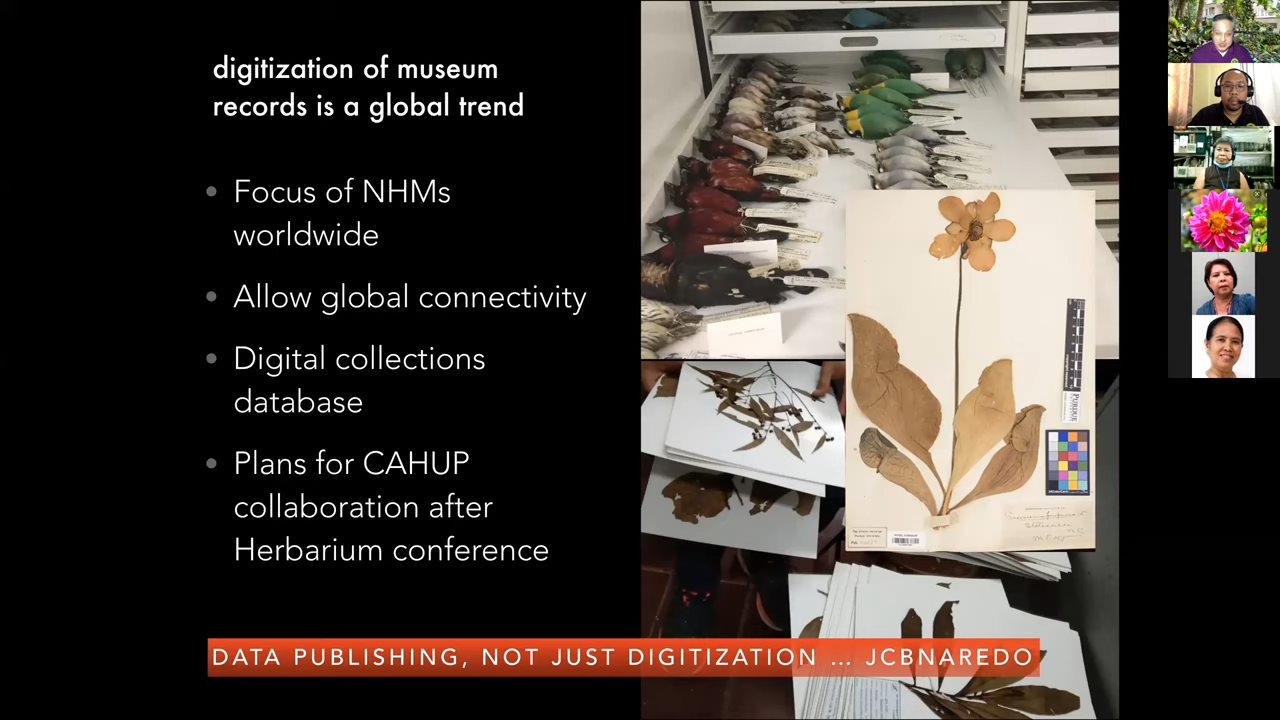 digitization of museum
records is a global trend
• Focus of NHMs
worldwide
• Allow global connectivity
• Digital collections
database
• Plans for CAHUP
collaboration after
Herbarium conference
PURDUE
DATA PUBLISHING, NOT JUST DIGITIZATION ... JCBNAREDO